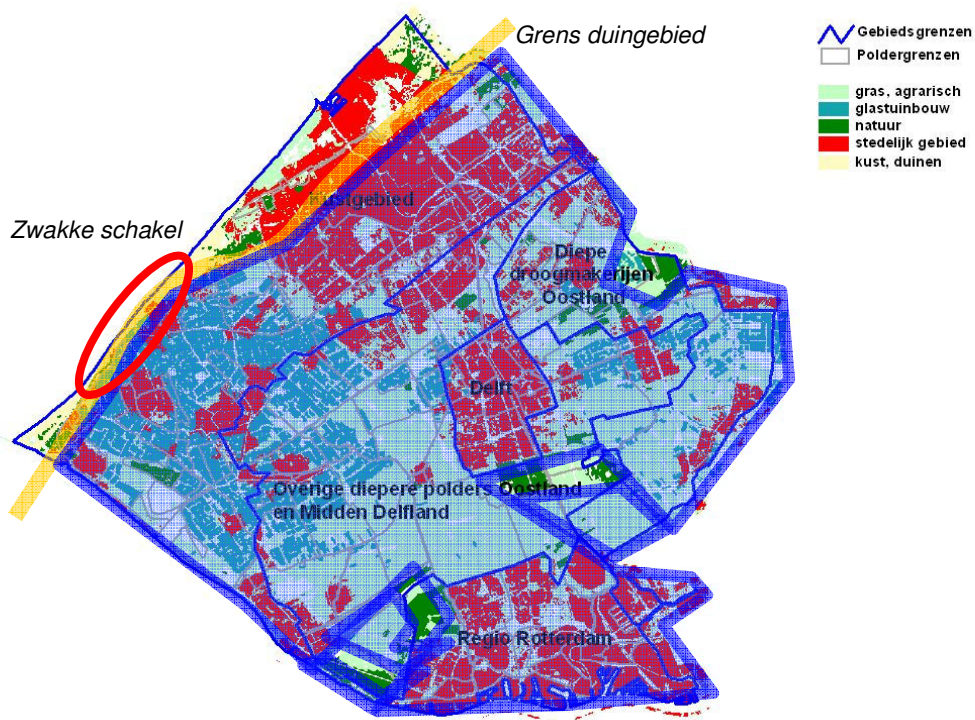 Grens duingebied
Gebiedsgrenzen
Poldergrenzen
gras, agrarisch
glastuinbouw
natuur
stedelijk gebied
kust, duinen
Kustgebied
Zwakke schakel
Diepe
droogmakerijen
Oostland
Delft
Overige diepere polders Oostland
en Midden Delfland
Regio Rotterdam